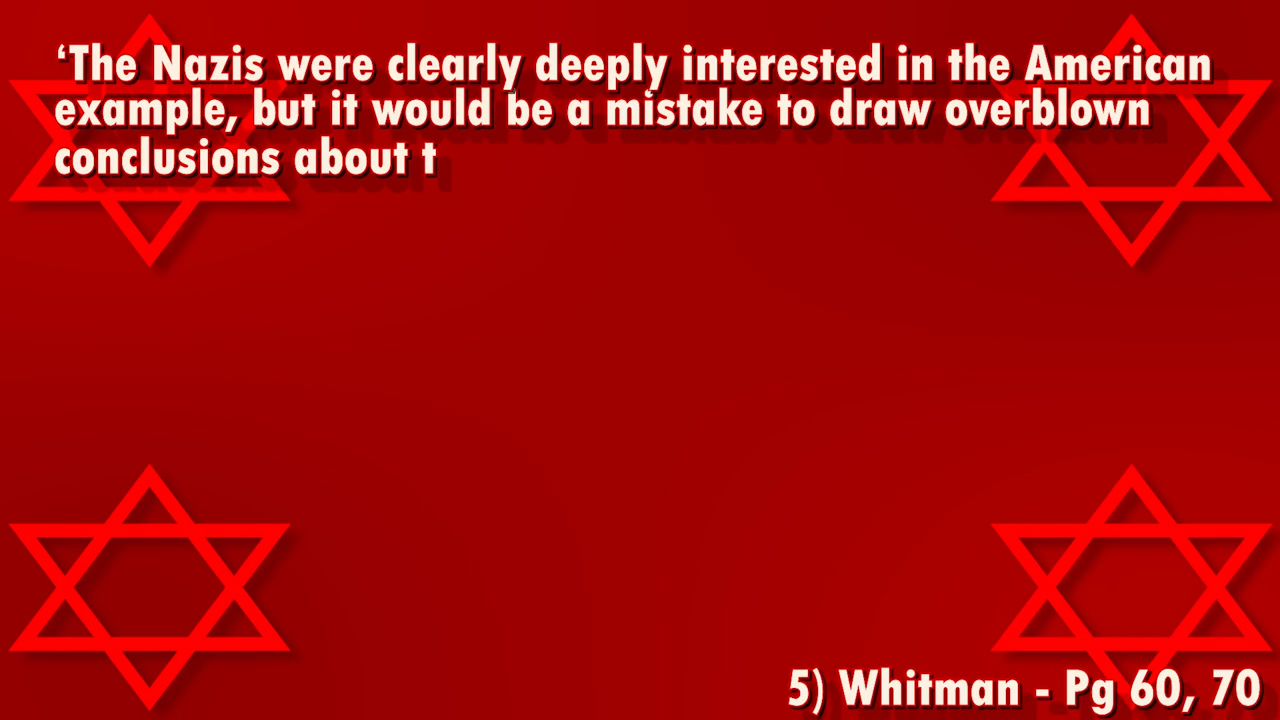 ‘The Nazis were clearly deeply interested in the American
example, but it would be a mistake to draw overblown
conclusions about t
5) Whitman - Pg 60, 70